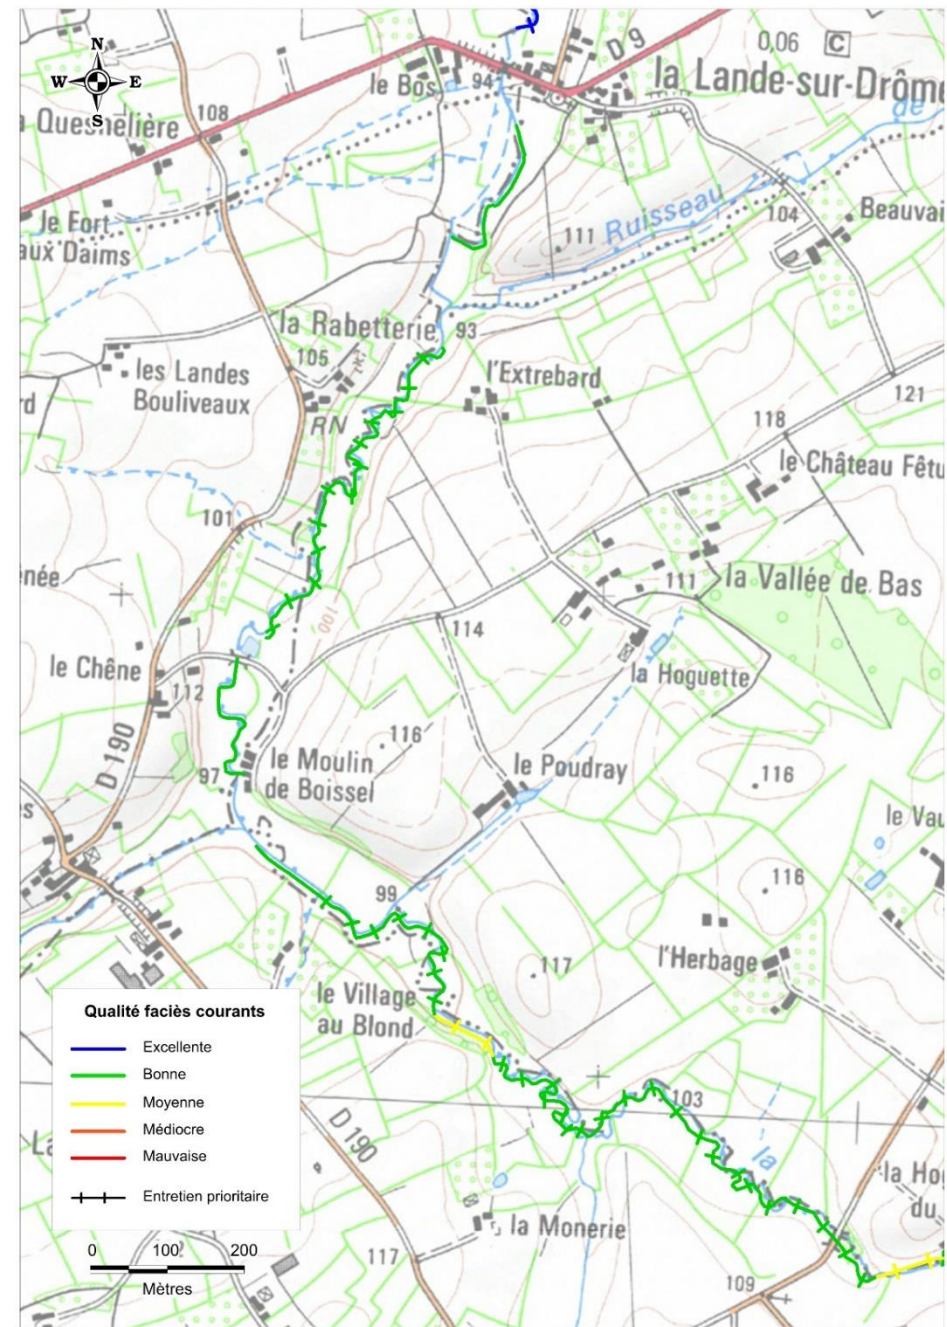 N
W E
S
D 9
0,06 C
le Bos
94
la Lande-sur-Drôme
de
Quesnelière
108
le Fort
aux Daims
Ruisseau
111
104
Beauvai
la Rabetterie
93
105
les Landes
Bouliveaux
l'Extrebard
rd
RN
121
118
le Château Fêtu
101
née
111
la Vallée de Bas
100
114
le Chêne
112
la Hoguette
D 190
116
97
le Moulin
de Boissel
le Poudray
116
le Vau
s
99
116
l'Herbage
117
le Village
au Blond
Qualité faciès courants
Excellente
Bonne
Moyenne
Médiocre
Mauvaise
Entretien prioritaire
0 100 200
Mètres
103
D 190
La
la
la Ho
du
la Monerie
117
109